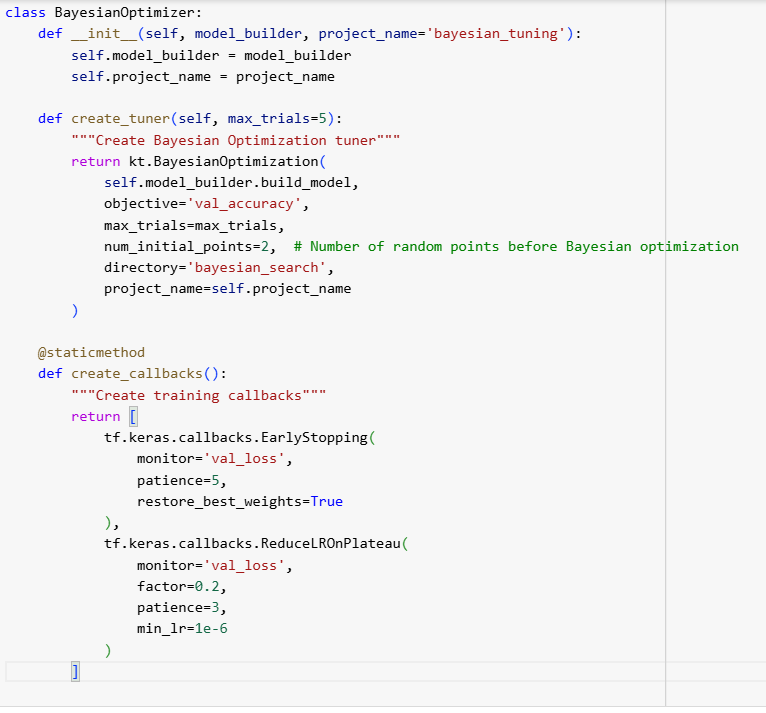 class BayesianOptimizer:
    def __init__(self, model_builder, project_name='bayesian_tuning'):
        self.model_builder = model_builder
        self.project_name = project_name

    def create_tuner(self, max_trials=5):
        """Create Bayesian Optimization tuner"""
        return kt.BayesianOptimization(
            self.model_builder.build_model,
            objective='val_accuracy',
            max_trials=max_trials,
            num_initial_points=2,  # Number of random points before Bayesian optimization
            directory='bayesian_search',
            project_name=self.project_name
        )

    @staticmethod
    def create_callbacks():
        """Create training callbacks"""
        return [
            tf.keras.callbacks.EarlyStopping(
                monitor='val_loss',
                patience=5,
                restore_best_weights=True
            ),
            tf.keras.callbacks.ReduceLROnPlateau(
                monitor='val_loss',
                factor=0.2,
                patience=3,
                min_lr=1e-6
            )
        ]